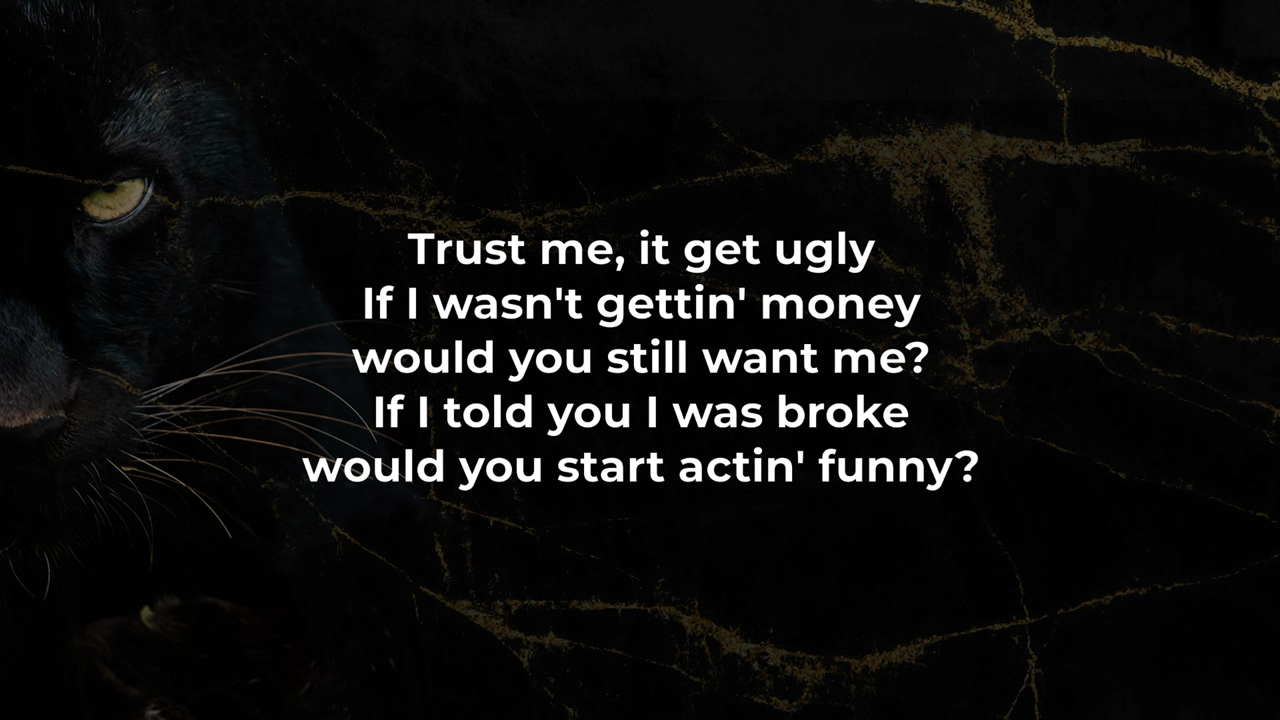 Trust me, it get ugly
If I wasn't gettin' money
would you still want me?
If I told you I was broke
would you start actin' funny?